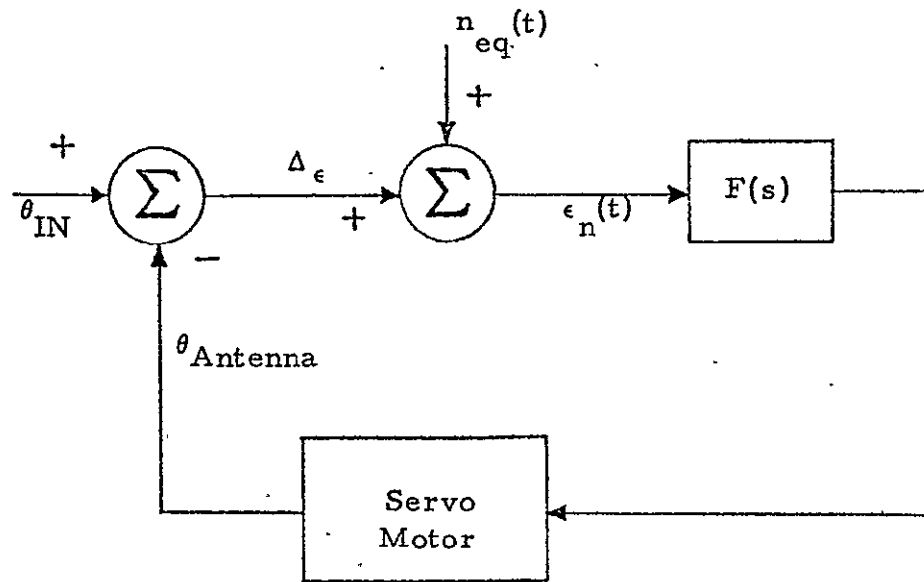 n_eq.(t)
+
+
Σ
Δ_ϵ
+
Σ
ϵ_n(t)
F(s)
θ_IN
−
θ_Antenna
Servo
Motor